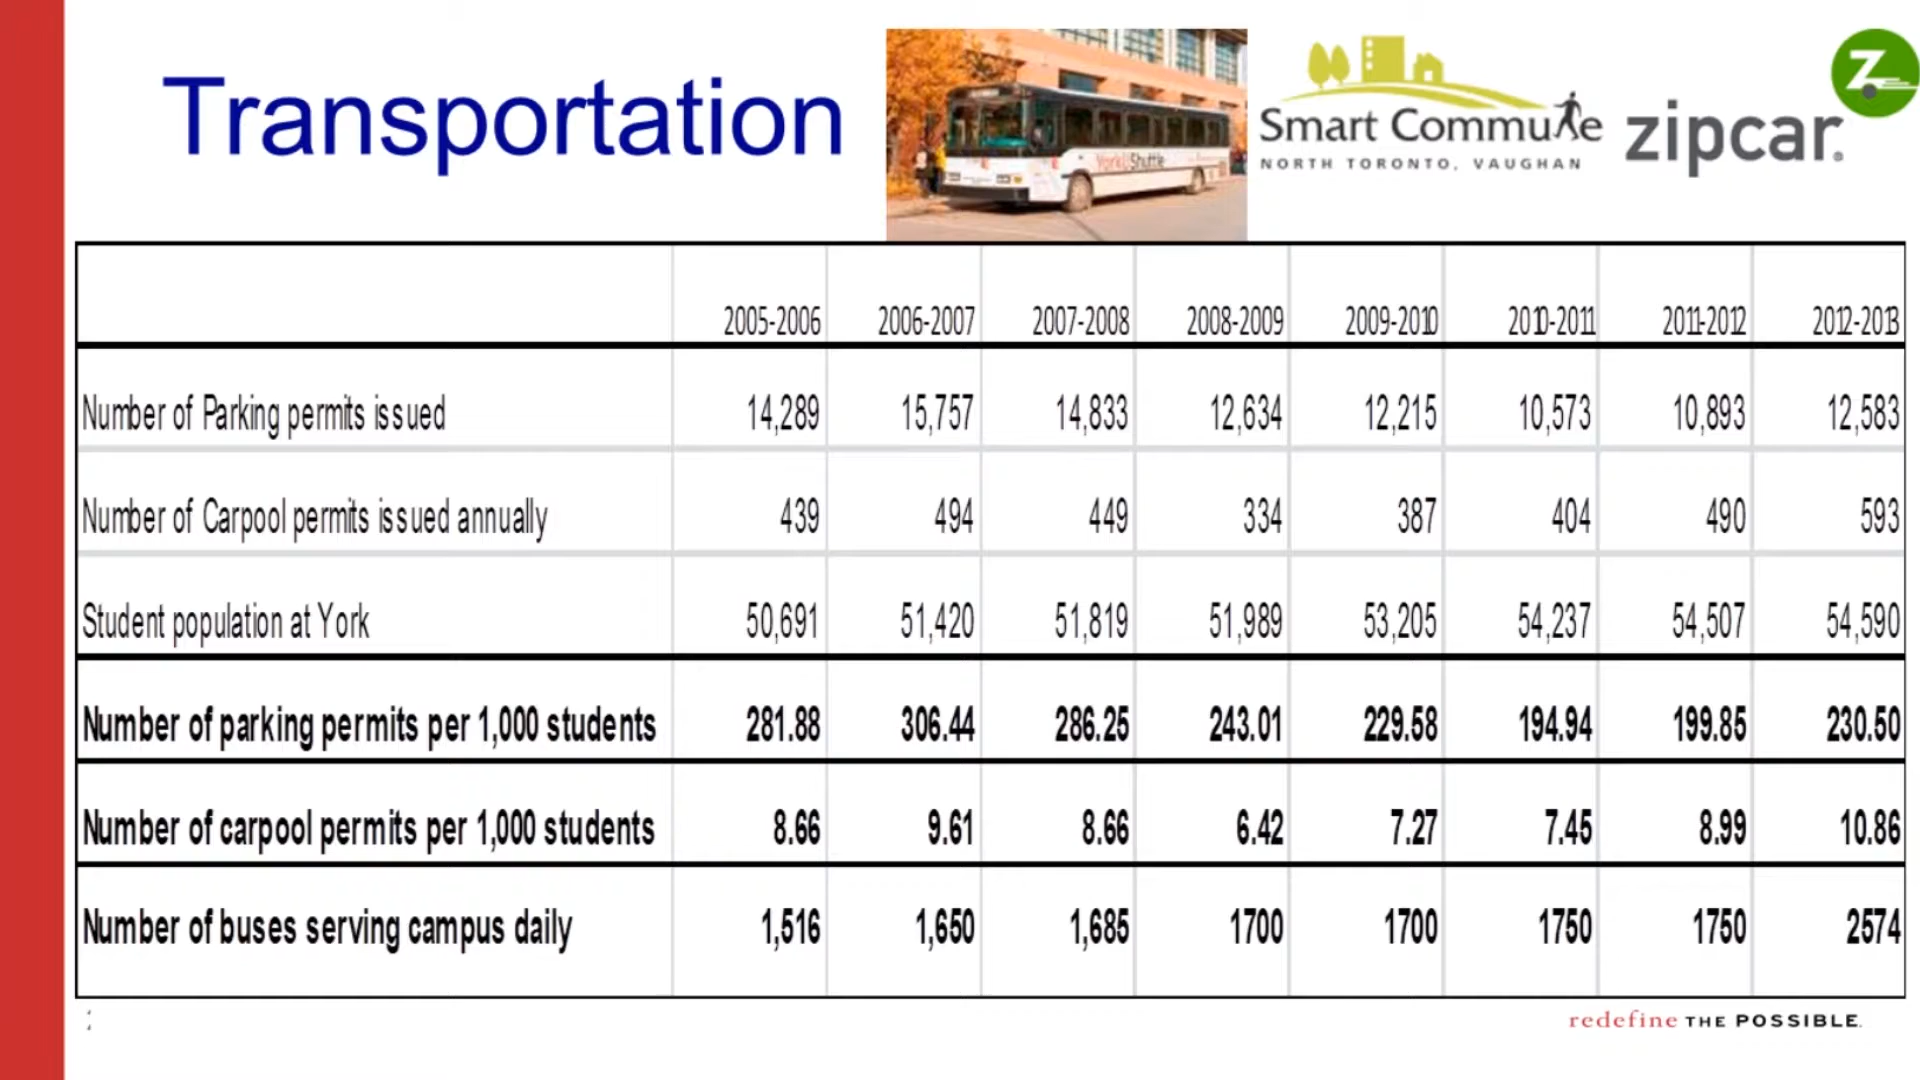 Transportation
YorkUShuttle
Smart Commute
NORTH TORONTO, VAUGHAN
zipcar.
Z
2005-2006 2006-2007 2007-2008 2008-2009 2009-2010 2010-2011 2011-2012 2012-2013
Number of Parking permits issued 14,289 15,757 14,833 12,634 12,215 10,573 10,893 12,583
Number of Carpool permits issued annually 439 494 449 334 387 404 490 593
Student population at York 50,691 51,420 51,819 51,989 53,205 54,237 54,507 54,590
Number of parking permits per 1,000 students 281.88 306.44 286.25 243.01 229.58 194.94 199.85 230.50
Number of carpool permits per 1,000 students 8.66 9.61 8.66 6.42 7.27 7.45 8.99 10.86
Number of buses serving campus daily 1,516 1,650 1,685 1700 1700 1750 1750 2574
redefine THE POSSIBLE.